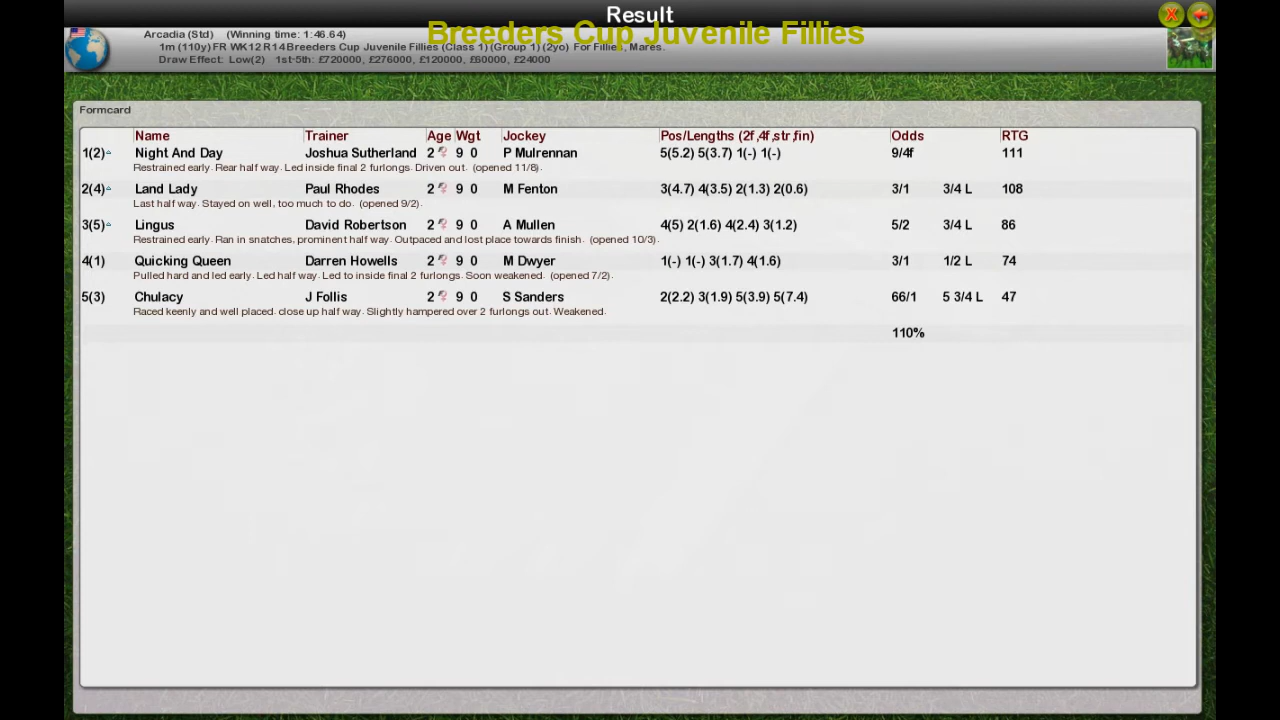 Result
Breeders Cup Juvenile Fillies
Arcadia (Std) (Winning time: 1:46.64)
1m (110y) FR WK12 R14 Breeders Cup Juvenile Fillies (Class 1) (Group 1) (2yo) For Fillies, Mares.
Draw Effect: Low(2) 1st-5th: £720000, £276000, £120000, £60000, £24000
Formcard
Name Trainer Age Wgt Jockey Pos/Lengths (2f,4f,str,fin) Odds RTG
1(2) Night And Day Joshua Sutherland 2 9 0 P Mulrennan 5(5.2) 5(3.7) 1(-) 1(-) 9/4f 111
Restrained early. Rear half way. Led inside final 2 furlongs. Driven out. (opened 11/8).
2(4) Land Lady Paul Rhodes 2 9 0 M Fenton 3(4.7) 4(3.5) 2(1.3) 2(0.6) 3/1 3/4 L 108
Last half way. Stayed on well, too much to do. (opened 9/2).
3(5) Lingus David Robertson 2 9 0 A Mullen 4(5) 2(1.6) 4(2.4) 3(1.2) 5/2 3/4 L 86
Restrained early. Ran in snatches, prominent half way. Outpaced and lost place towards finish. (opened 10/3).
4(1) Quicking Queen Darren Howells 2 9 0 M Dwyer 1(-) 1(-) 3(1.7) 4(1.6) 3/1 1/2 L 74
Pulled hard and led early. Led half way. Led to inside final 2 furlongs. Soon weakened. (opened 7/2).
5(3) Chulacy J Follis 2 9 0 S Sanders 2(2.2) 3(1.9) 5(3.9) 5(7.4) 66/1 5 3/4 L 47
Raced keenly and well placed. close up half way. Slightly hampered over 2 furlongs out. Weakened.
110%